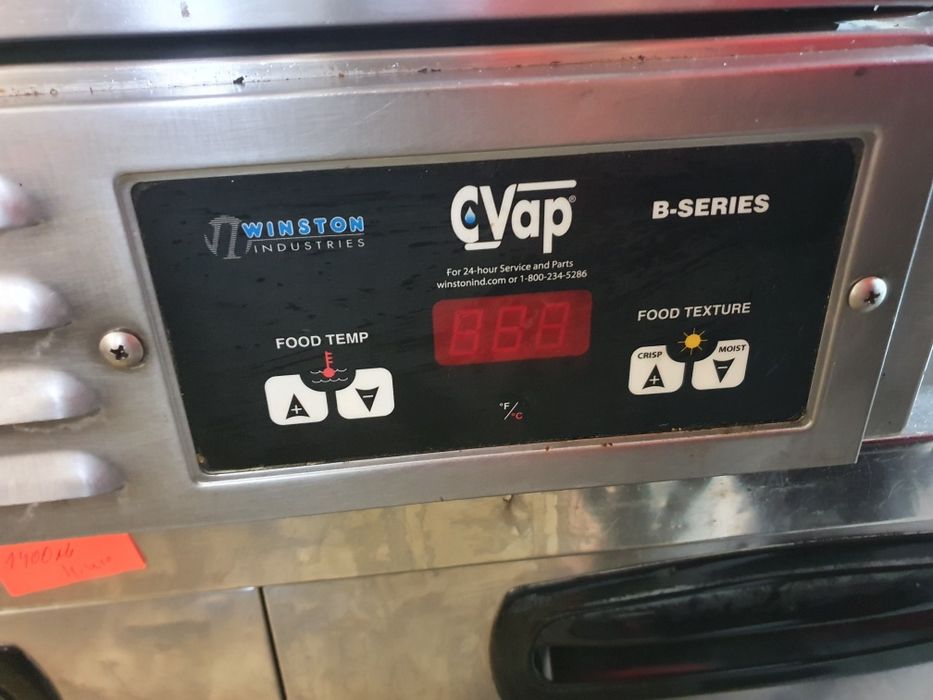 WINSTON
INDUSTRIES
CVap®
B-SERIES
For 24-hour Service and Parts
winstonind.com or 1-800-234-5286
FOOD TEMP
FOOD TEXTURE
CRISP
MOIST
°F/°C